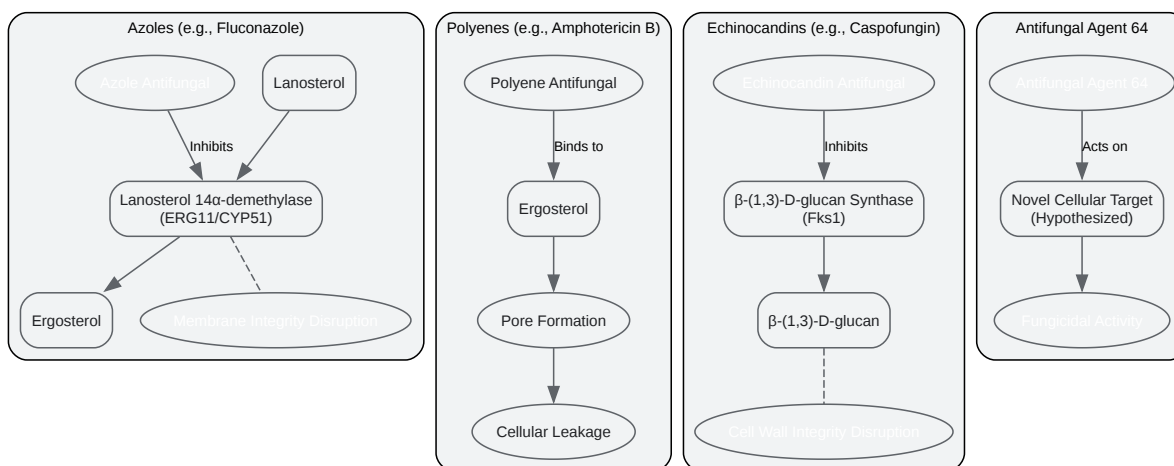 Azoles (e.g., Fluconazole)
Azole Antifungal
Lanosterol
Inhibits
Lanosterol 14α-demethylase
(ERG11/CYP51)
Ergosterol
Membrane Integrity Disruption
Polyenes (e.g., Amphotericin B)
Polyene Antifungal
Binds to
Ergosterol
Pore Formation
Cellular Leakage
Echinocandins (e.g., Caspofungin)
Echinocandin Antifungal
Inhibits
β-(1,3)-D-glucan Synthase
(Fks1)
β-(1,3)-D-glucan
Cell Wall Integrity Disruption
Antifungal Agent 64
Antifungal Agent 64
Acts on
Novel Cellular Target
(Hypothesized)
Fungicidal Activity